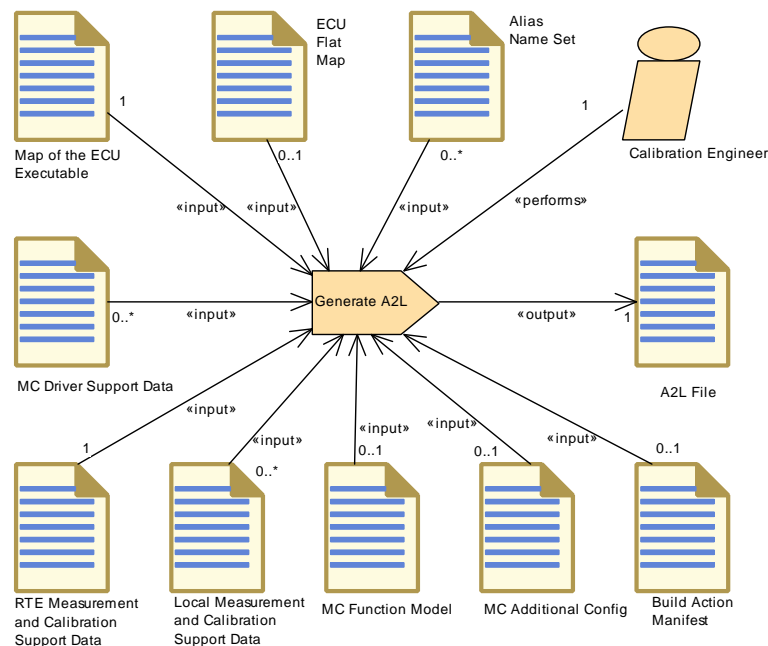 ECU
Flat
Map
Alias
Name Set
1
Map of the ECU
Executable
0..1
0..*
1
Calibration Engineer
«input»
«input»
«input»
«performs»
Generate A2L
0..*
«input»
«output»
1
MC Driver Support Data
A2L File
«input»
«input»
«input»
«input»
«input»
1
0..*
0..1
0..1
0..1
RTE Measurement
and Calibration
Support Data
Local Measurement
and Calibration
Support Data
MC Function Model
MC Additional Config
Build Action
Manifest